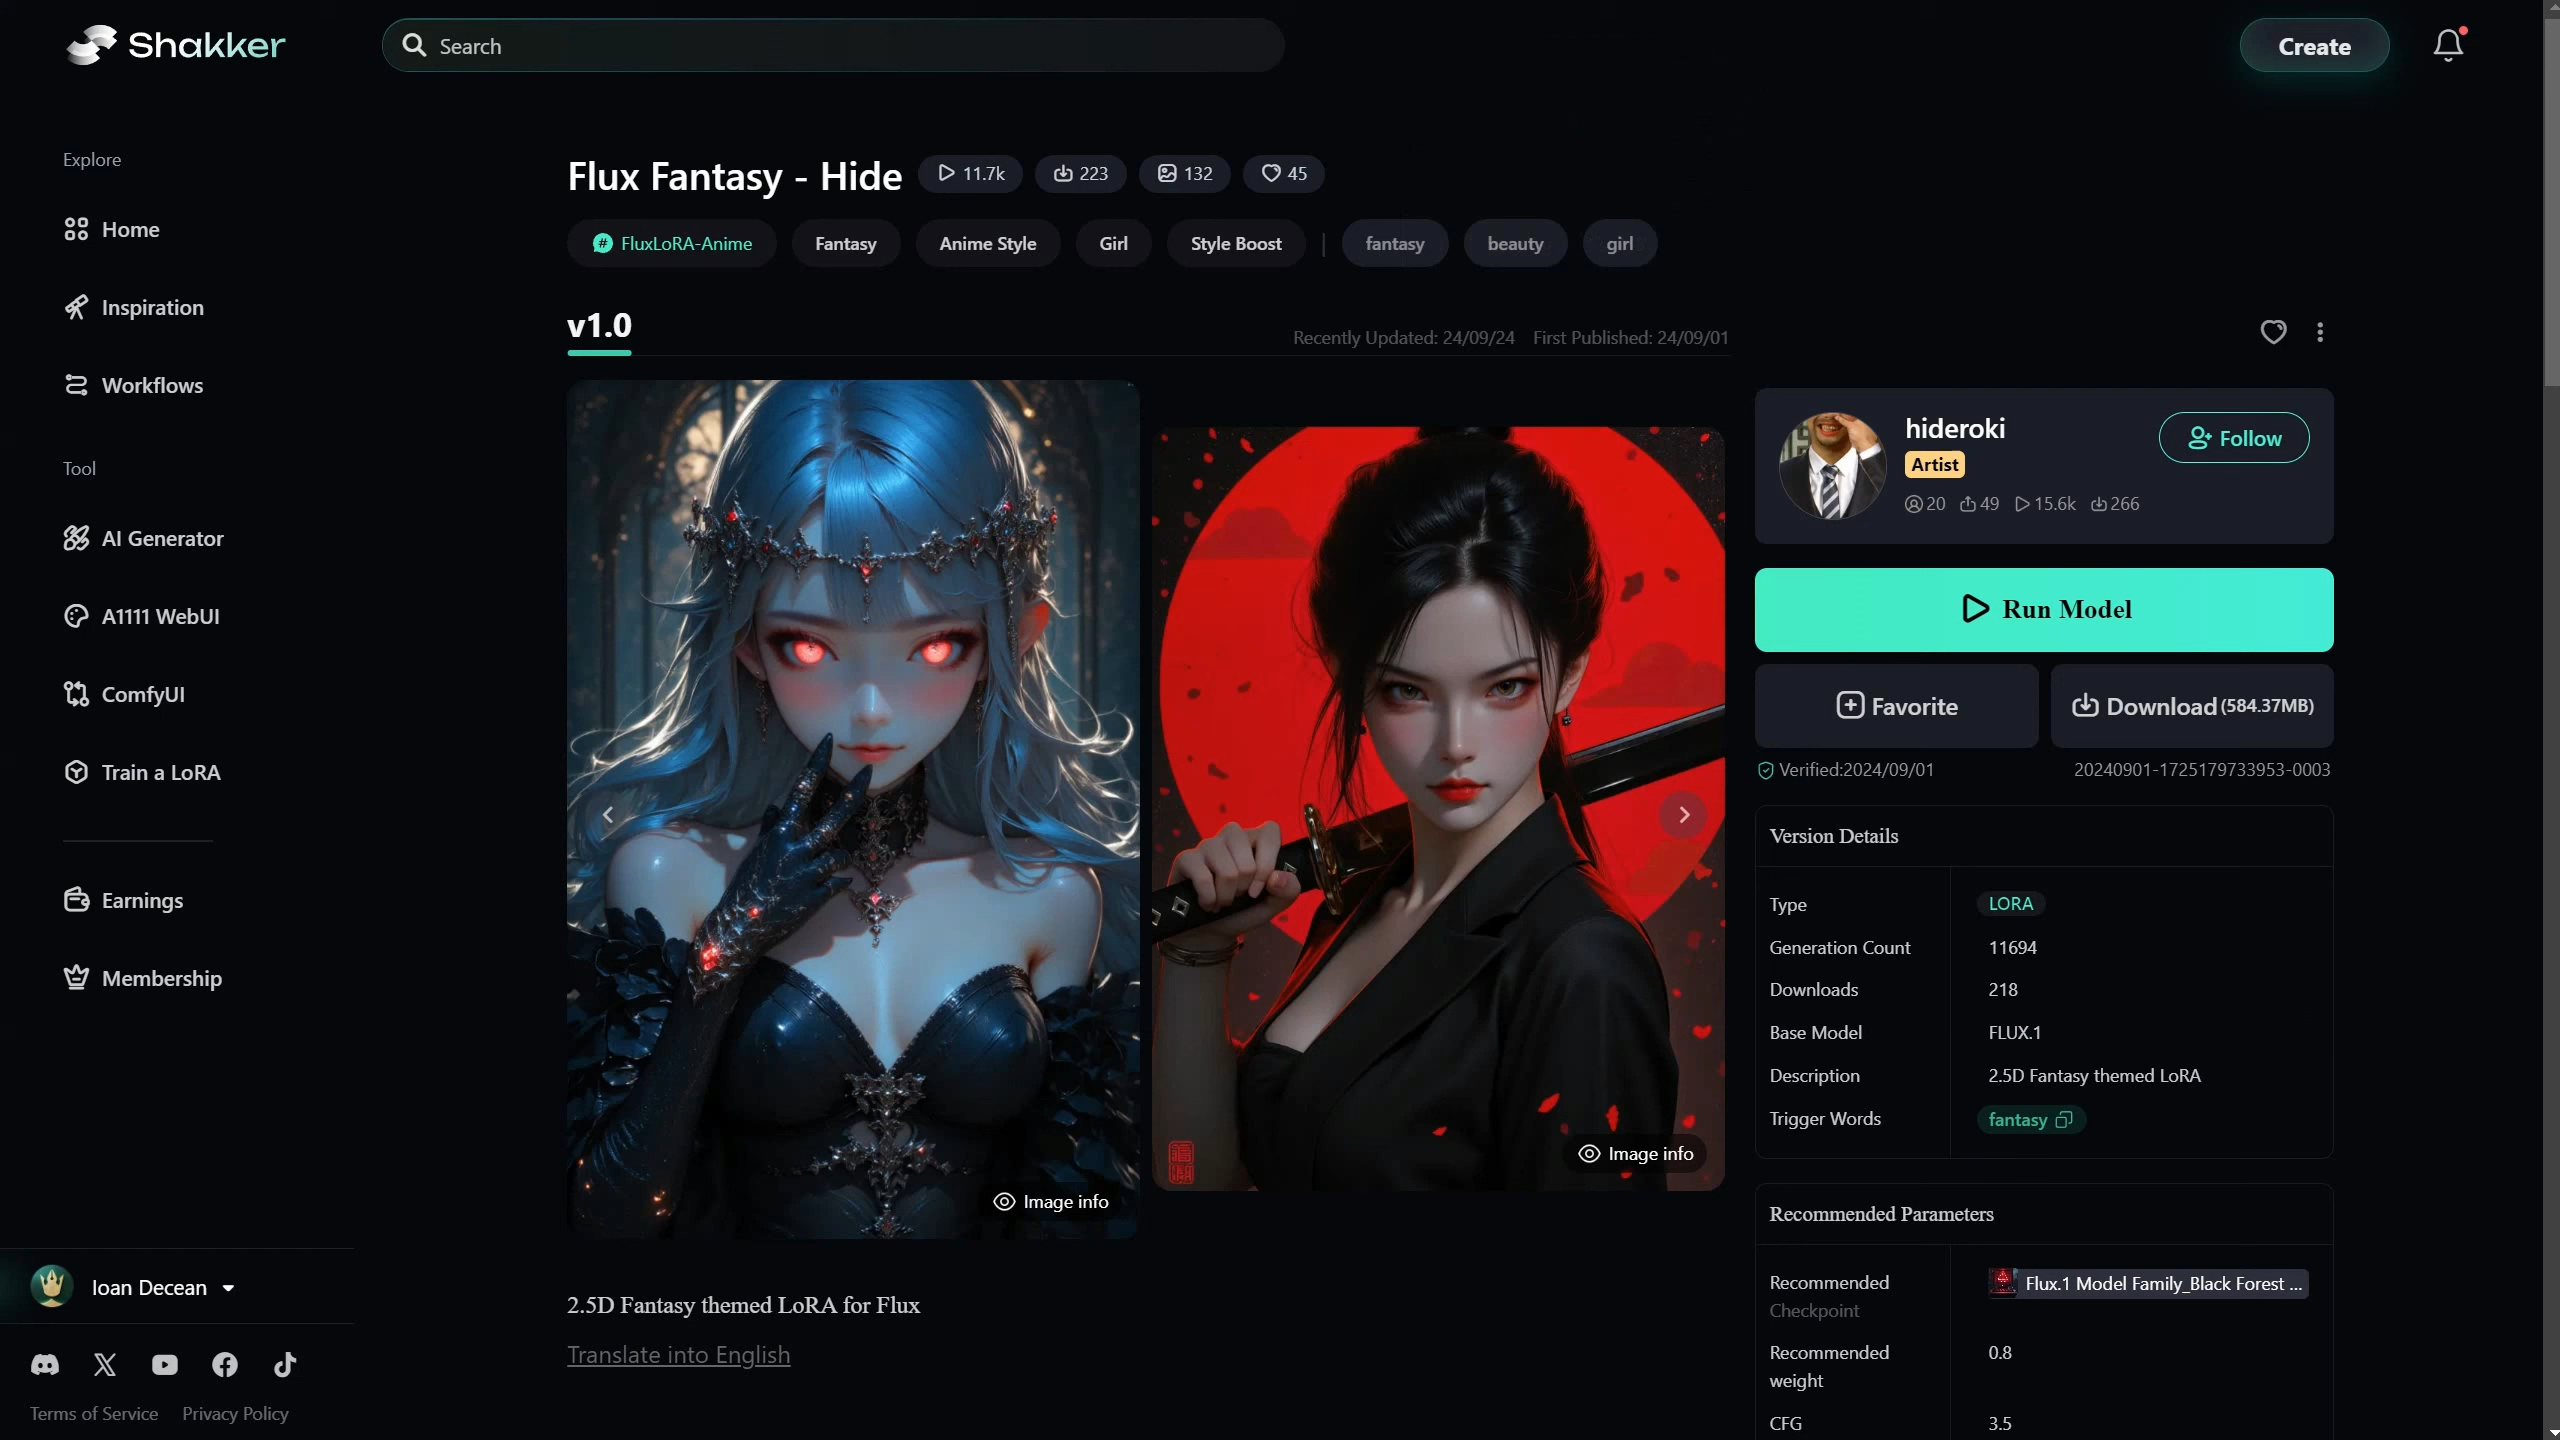 Shakker
Search
Create
Explore
Home
Inspiration
Workflows
Tool
AI Generator
A1111 WebUI
ComfyUI
Train a LoRA
Earnings
Membership
Ioan Decean
Terms of Service Privacy Policy
Flux Fantasy - Hide 11.7k 223 132 45
# FluxLoRA-Anime Fantasy Anime Style Girl Style Boost | fantasy beauty girl
v1.0
Recently Updated: 24/09/24 First Published: 24/09/01
Image info
Image info
2.5D Fantasy themed LoRA for Flux
Translate into English
hideroki
Artist
20 49 15.6k 266
Follow
Run Model
Favorite
Download (584.37MB)
Verified:2024/09/01 20240901-1725179733953-0003
Version Details
Type LORA
Generation Count 11694
Downloads 218
Base Model FLUX.1
Description 2.5D Fantasy themed LoRA
Trigger Words fantasy
Recommended Parameters
Recommended Checkpoint Flux.1 Model Family_Black Forest ...
Recommended weight 0.8
CFG 3.5